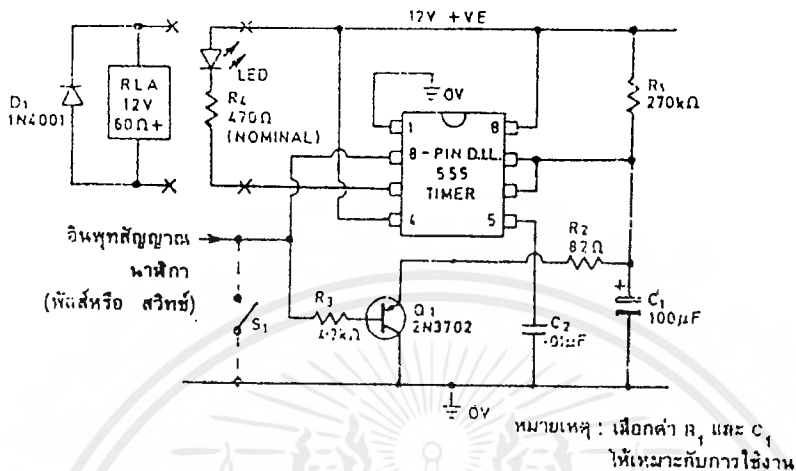 12V +VE
D1
1N4001
RLA
12V
60Ω+
LED
R4
470Ω
(NOMINAL)
0V
R1
270kΩ
1
8
8-PIN D.I.L.
555
TIMER
4
5
อินพุทสัญญาณ
นาฬิกา
(พัลส์หรือ สวิทช์)
S1
R3
Q1
2N3702
R2
82Ω
C2
·01μF
+
C1
100μF
0V
หมายเหตุ : เลือกค่า R1 และ C1
ให้เหมาะกับการใช้งาน